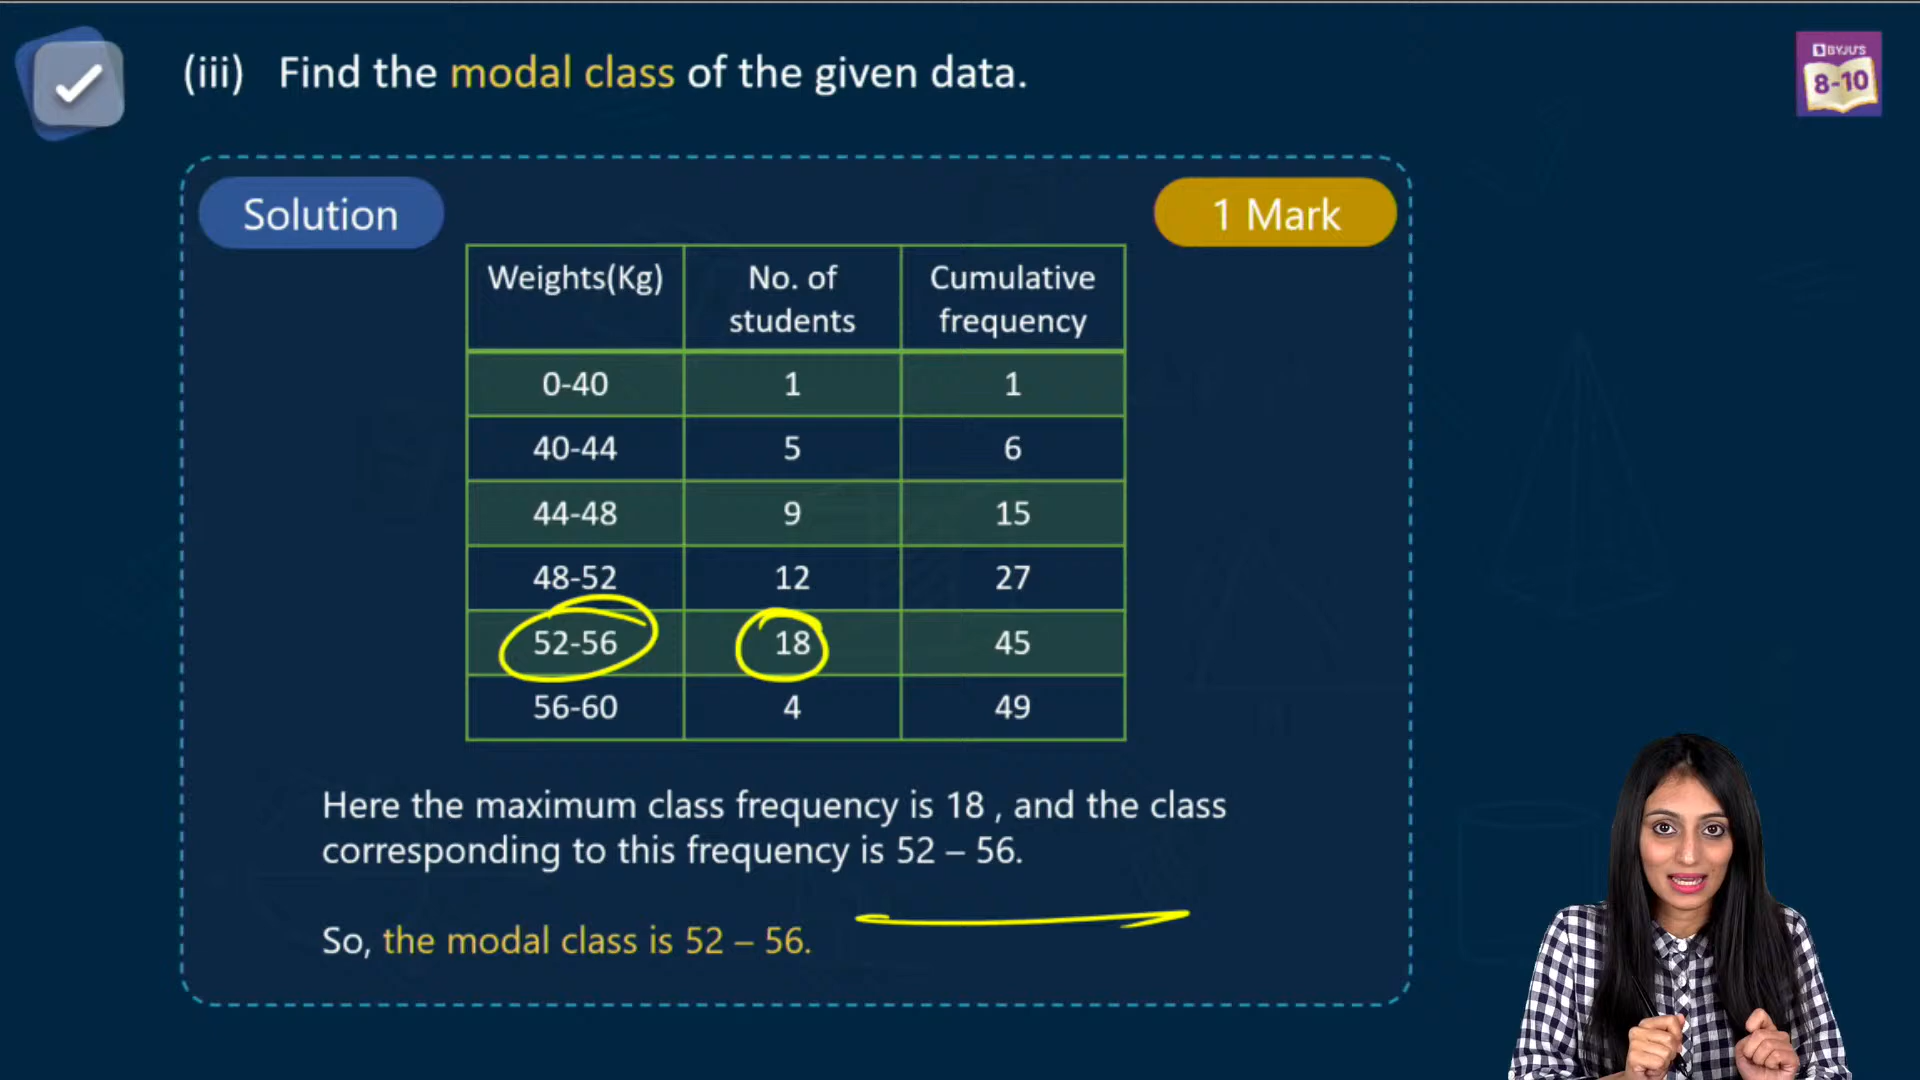 (iii) Find the modal class of the given data.
BYJU'S
8-10
Solution
1 Mark
Weights(Kg) No. of students Cumulative frequency
0-40 1 1
40-44 5 6
44-48 9 15
48-52 12 27
52-56 18 45
56-60 4 49
Here the maximum class frequency is 18 , and the class
corresponding to this frequency is 52 – 56.
So, the modal class is 52 – 56.